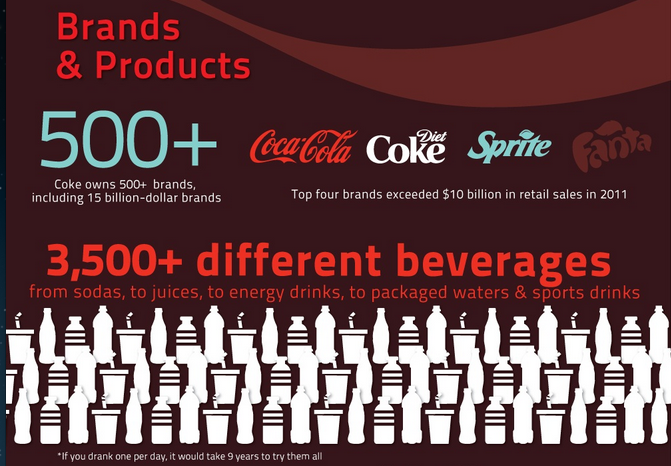 Brands
& Products
500+
Coke owns 500+ brands,
including 15 billion-dollar brands
Coca-Cola
Diet
Coke
Sprite
Fanta
Top four brands exceeded $10 billion in retail sales in 2011
3,500+ different beverages
from sodas, to juices, to energy drinks, to packaged waters & sports drinks
*If you drank one per day, it would take 9 years to try them all